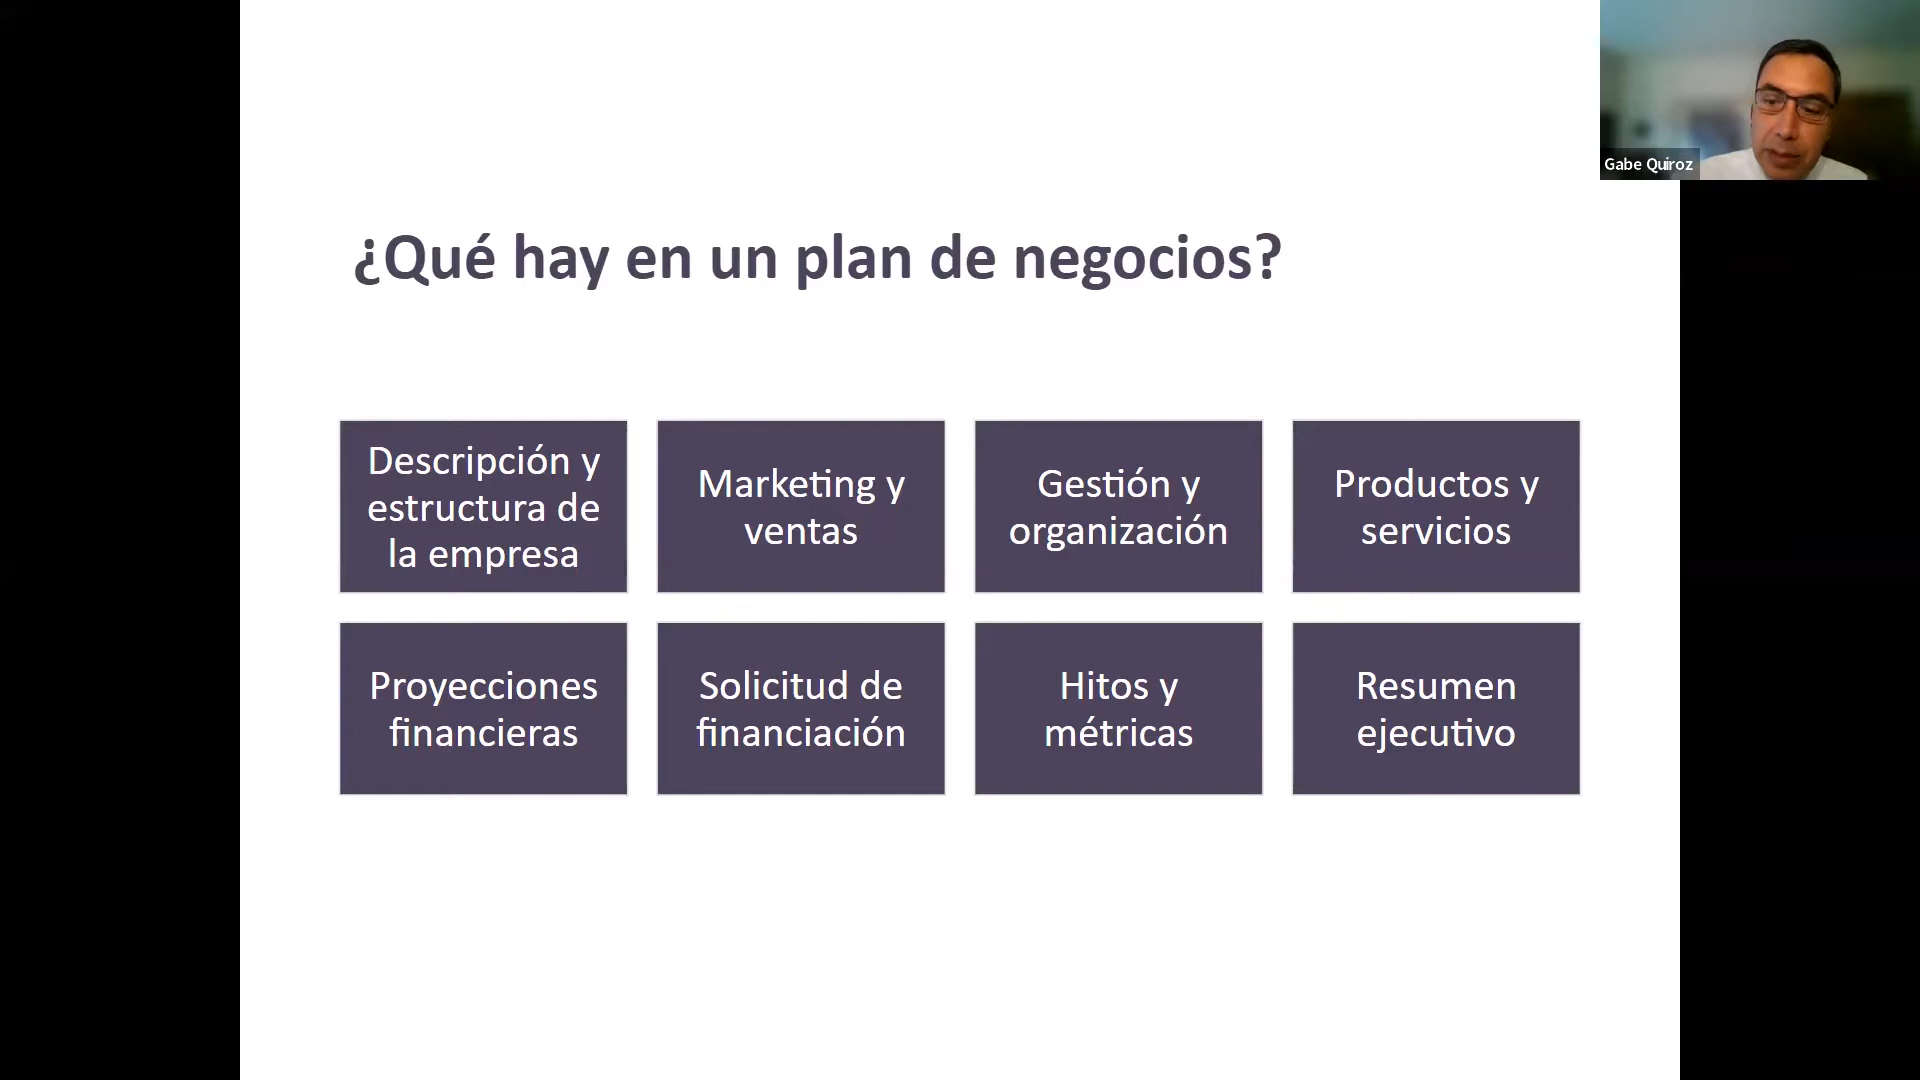 Gabe Quiroz
¿Qué hay en un plan de negocios?
Descripción y
estructura de
la empresa
Marketing y
ventas
Gestión y
organización
Productos y
servicios
Proyecciones
financieras
Solicitud de
financiación
Hitos y
métricas
Resumen
ejecutivo